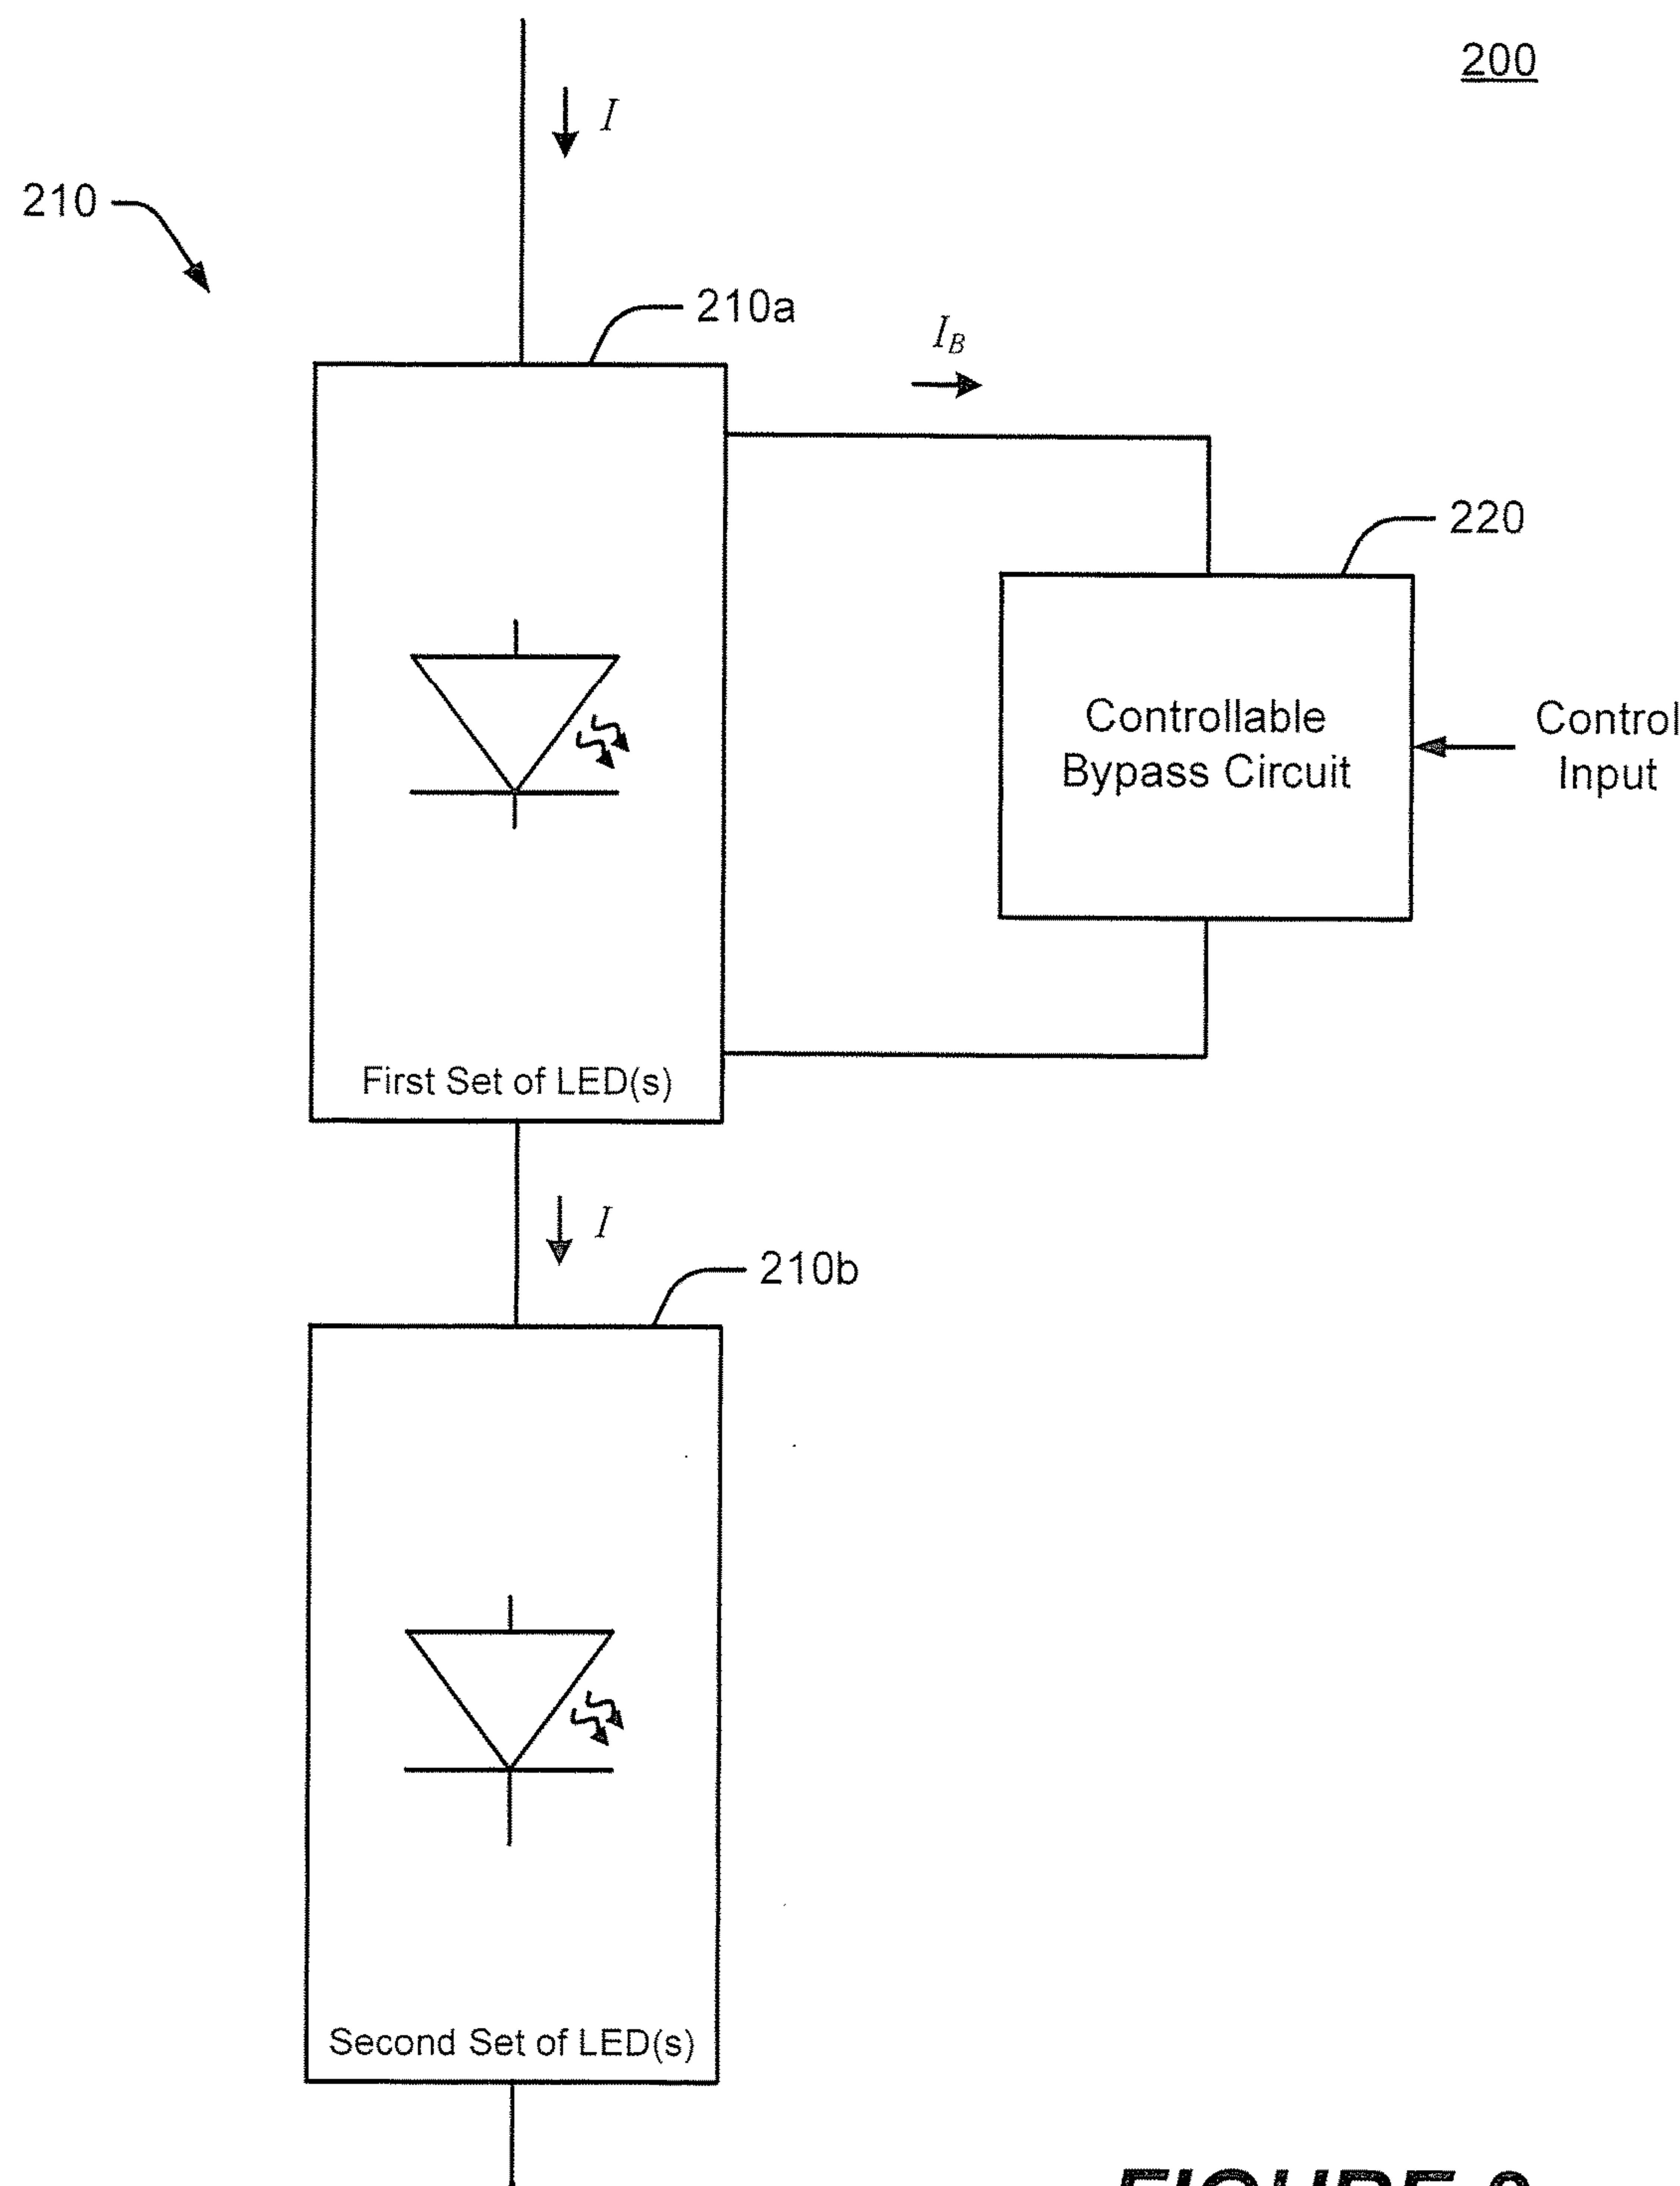 200
I
210
210a
I_B
220
Controllable
Bypass Circuit
Control
Input
First Set of LED(s)
I
210b
Second Set of LED(s)